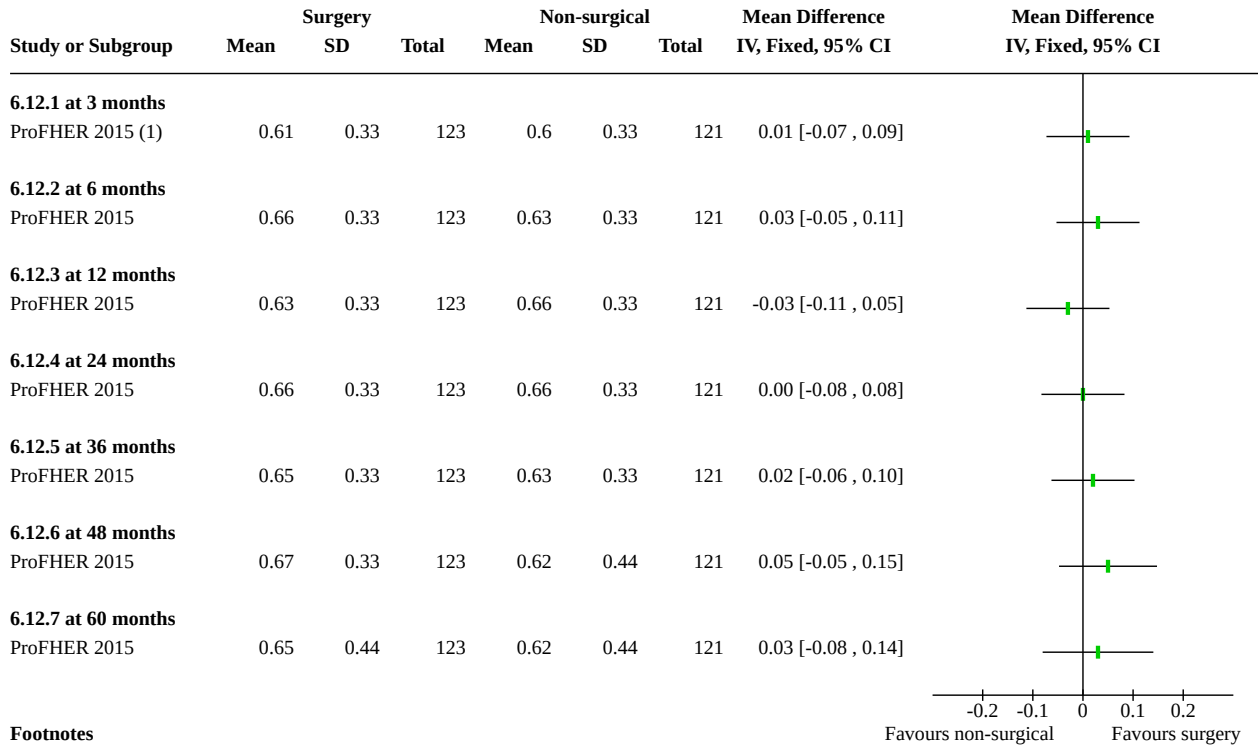 Surgery Non-surgical Mean Difference Mean Difference
Study or Subgroup Mean SD Total Mean SD Total IV, Fixed, 95% CI IV, Fixed, 95% CI
6.12.1 at 3 months
ProFHER 2015 (1) 0.61 0.33 123 0.6 0.33 121 0.01 [-0.07 , 0.09]
6.12.2 at 6 months
ProFHER 2015 0.66 0.33 123 0.63 0.33 121 0.03 [-0.05 , 0.11]
6.12.3 at 12 months
ProFHER 2015 0.63 0.33 123 0.66 0.33 121 -0.03 [-0.11 , 0.05]
6.12.4 at 24 months
ProFHER 2015 0.66 0.33 123 0.66 0.33 121 0.00 [-0.08 , 0.08]
6.12.5 at 36 months
ProFHER 2015 0.65 0.33 123 0.63 0.33 121 0.02 [-0.06 , 0.10]
6.12.6 at 48 months
ProFHER 2015 0.67 0.33 123 0.62 0.44 121 0.05 [-0.05 , 0.15]
6.12.7 at 60 months
ProFHER 2015 0.65 0.44 123 0.62 0.44 121 0.03 [-0.08 , 0.14]
-0.2 -0.1 0 0.1 0.2
Footnotes Favours non-surgical Favours surgery